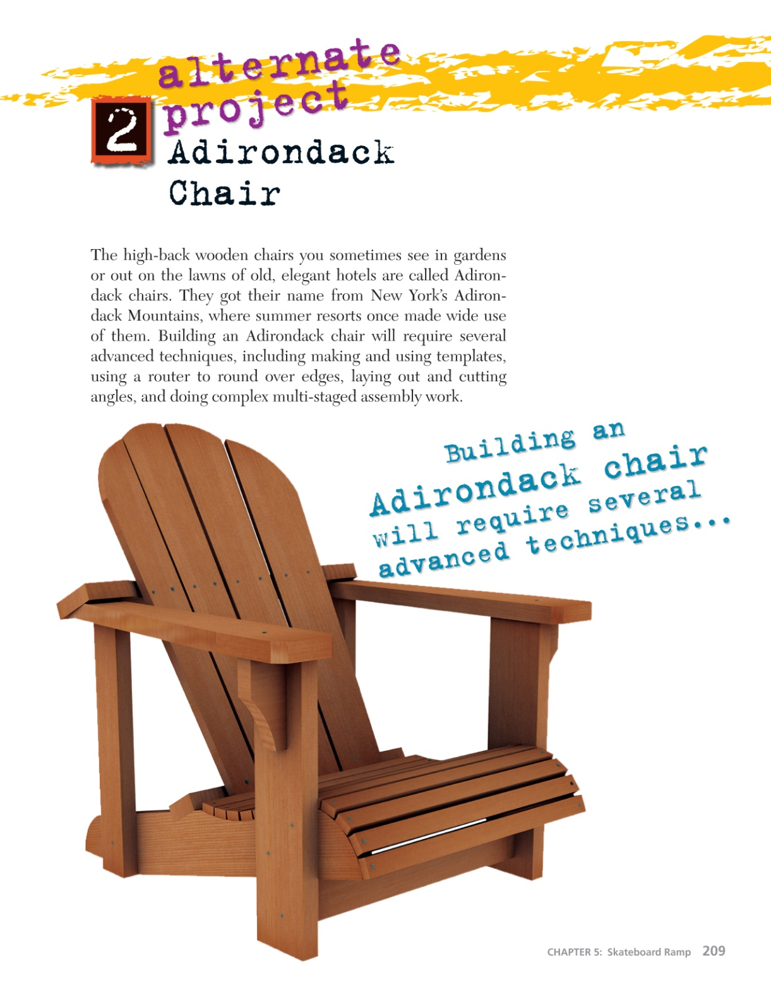 alternate
project
2
Adirondack
Chair
The high-back wooden chairs you sometimes see in gardens
or out on the lawns of old, elegant hotels are called Adiron-
dack chairs. They got their name from New York’s Adiron-
dack Mountains, where summer resorts once made wide use
of them. Building an Adirondack chair will require several
advanced techniques, including making and using templates,
using a router to round over edges, laying out and cutting
angles, and doing complex multi-staged assembly work.
Building an
Adirondack chair
will require several
advanced techniques...
CHAPTER 5: Skateboard Ramp 209